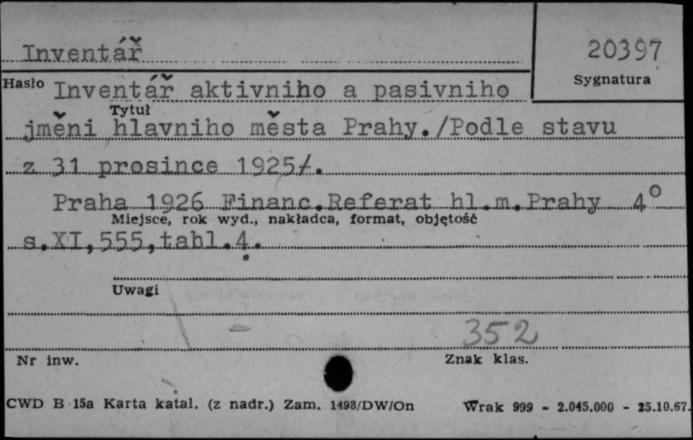 Inventář
20397
Hasło
Sygnatura
Inventář aktivniho a pasivniho
Tytuł
jměni hlavniho města Prahy./Podle stavu
z 31 prosince 1925/.
Praha 1926 Financ.Referat hl.m.Prahy 4°
Miejsce, rok wyd., nakładca, format, objętość
s.XI,555,tabl.4.
Uwagi
352
Nr inw.
Znak klas.
CWD B 15a Karta katal. (z nadr.) Zam. 1498/DW/On
Wrak 999 - 2.045.000 - 25.10.67.